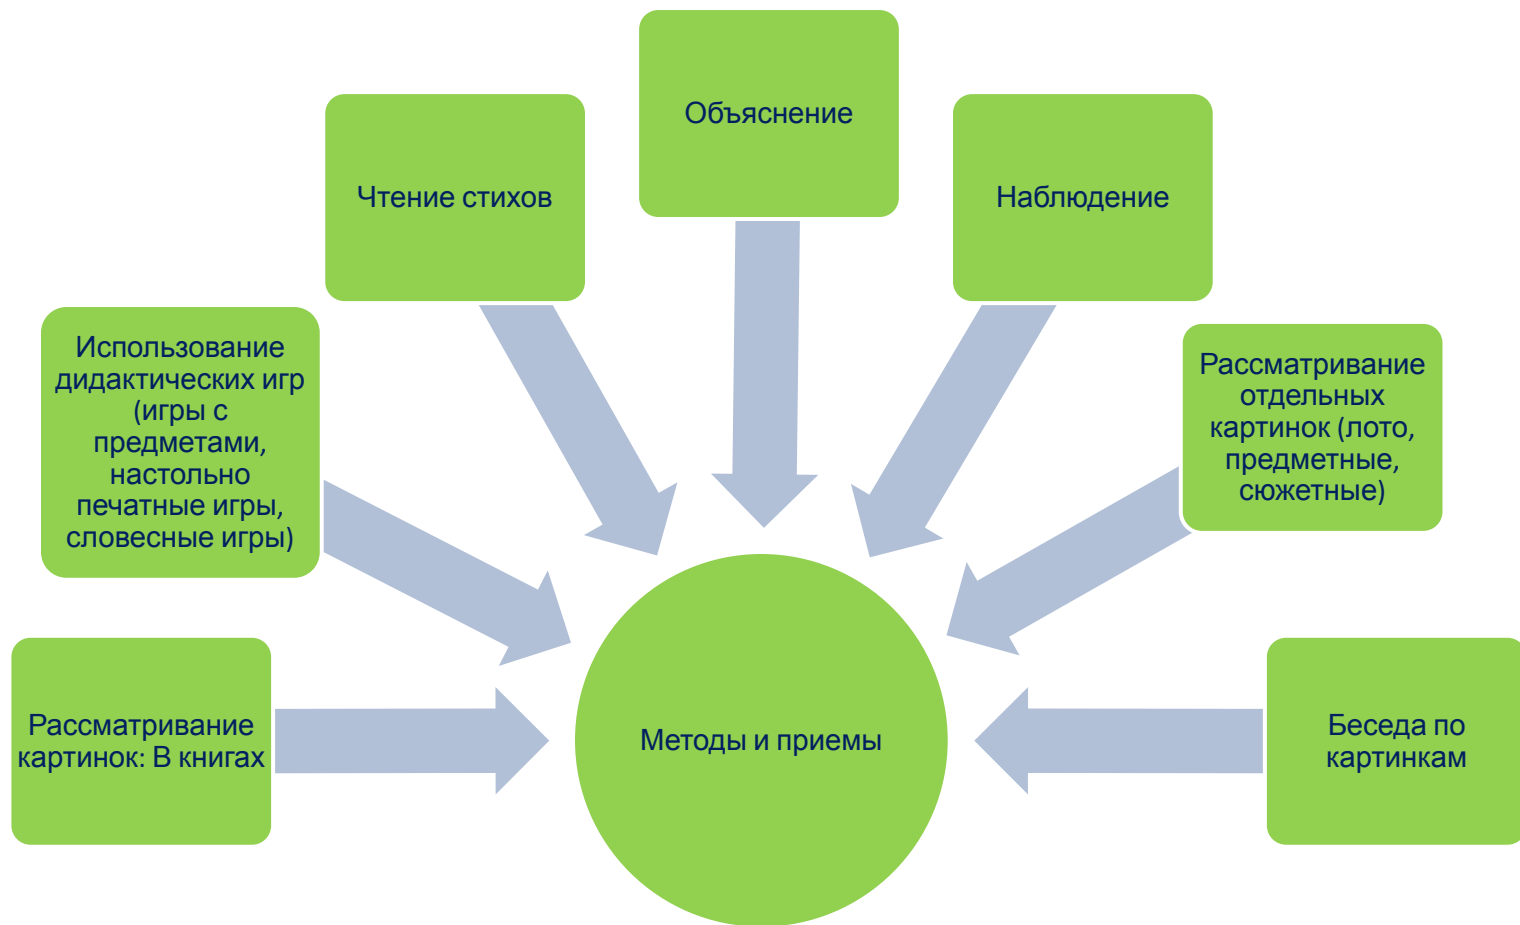 Объяснение
Чтение стихов
Наблюдение
Использование
дидактических игр
(игры с
предметами,
настольно
печатные игры,
словесные игры)
Рассматривание
отдельных
картинок (лото,
предметные,
сюжетные)
Рассматривание
картинок: В книгах
Методы и приемы
Беседа по
картинкам